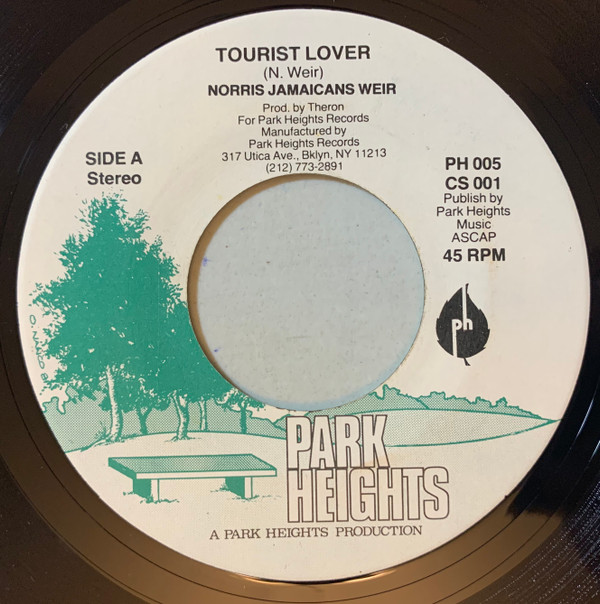 TOURIST LOVER
(N. Weir)
NORRIS JAMAICANS WEIR
Prod. by Theron
For Park Heights Records
Manufactured by
Park Heights Records
317 Utica Ave., Bklyn, NY 11213
(212) 773-2891
SIDE A
Stereo
PH 005
CS 001
Publish by
Park Heights
Music
ASCAP
45 RPM
ph
PARK
HEIGHTS
A PARK HEIGHTS PRODUCTION